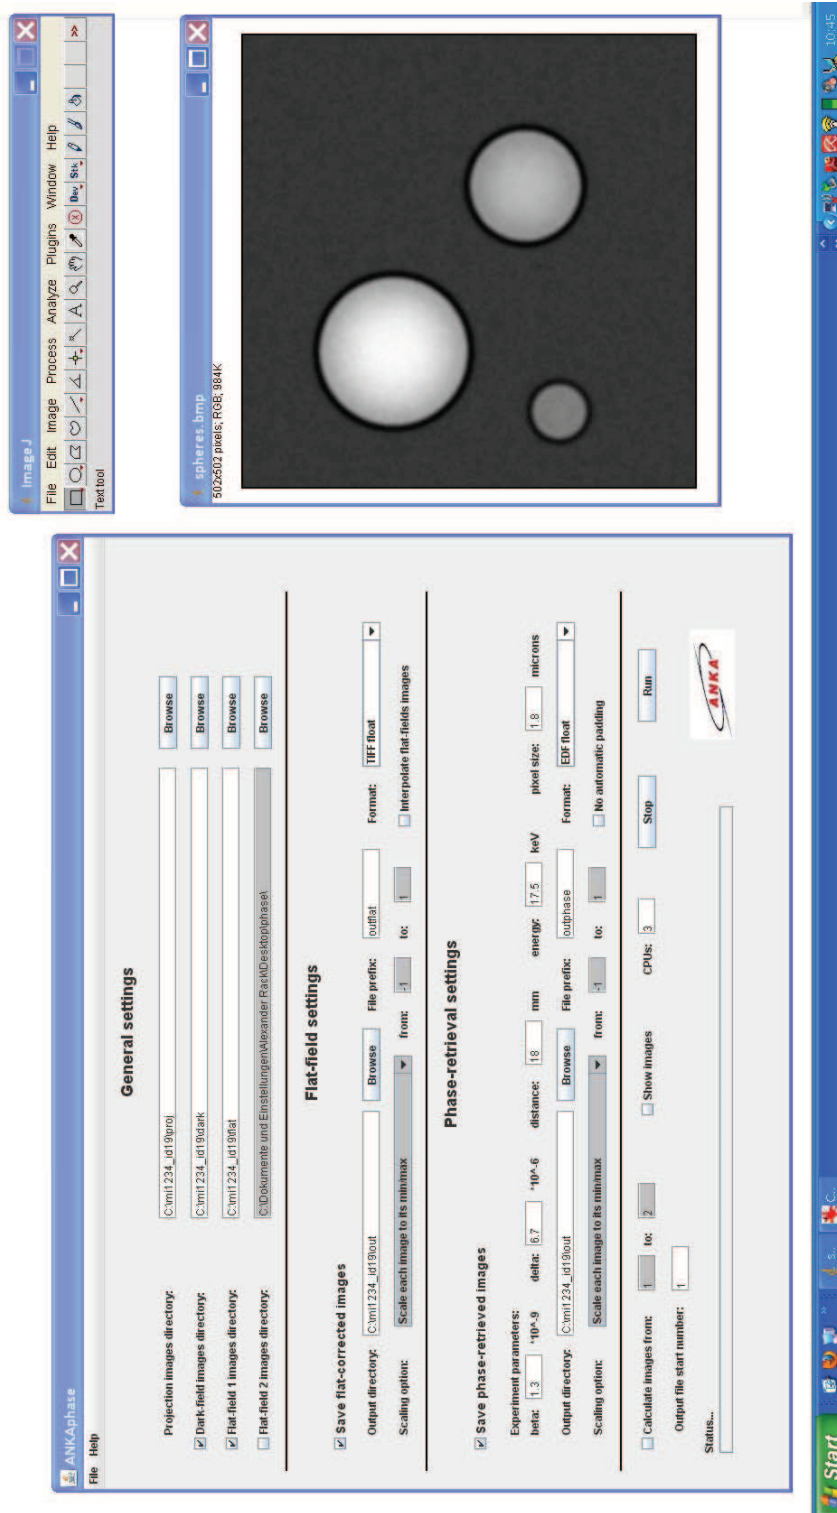 ANKAphase
File Help
General settings
Projection images directory: C:\mi1234_id19\proj Browse
Dark-field images directory: C:\mi1234_id19\dark Browse
Flat-field 1 images directory: C:\mi1234_id19\flat Browse
Flat-field 2 images directory: C:\Dokumente und Einstellungen\Alexander Rack\Desktop\phase\ Browse
Flat-field settings
Save flat-corrected images
Output directory: C:\mi1234_id19\out Browse File prefix: outflat Format: TIFF float
Scaling option: Scale each image to its min/max from: -1 to: 1 Interpolate flat-fields images
Phase-retrieval settings
Save phase-retrieved images
Experiment parameters:
beta: 1.3 *10^-9 delta: 6.7 *10^-6 distance: 18 mm energy: 17.5 keV pixel size: 1.8 microns
Output directory: C:\mi1234_id19\out Browse File prefix: outphase Format: EDF float
Scaling option: Scale each image to its min/max from: -1 to: 1 No automatic padding
Calculate images from: 1 to: 2 Show images CPUs: 3 Stop Run
Output file start number: 1
Status...
ANKA
ImageJ
File Edit Image Process Analyze Plugins Window Help
A Dev Stk >>
Text tool
spheres.bmp
502x502 pixels; RGB; 984K
Start
s...
C...
10:45